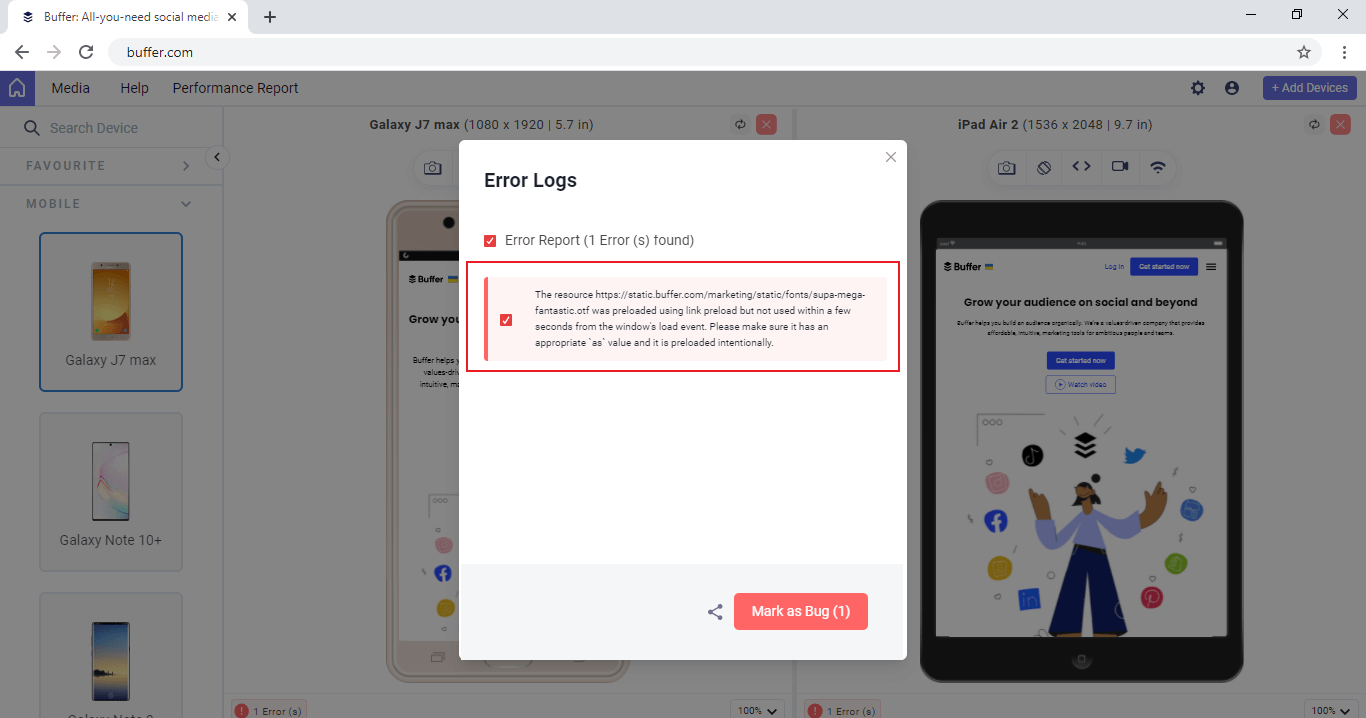 Buffer: All-you-need social media
buffer.com
Media
Help
Performance Report
+ Add Devices
Search Device
FAVOURITE
MOBILE
Galaxy J7 max
Galaxy Note 10+
Galaxy J7 max (1080 x 1920 | 5.7 in)
Buffer
Grow you
Buffer helps y
values-driv
intuitive, ma
1 Error (s)
100%
Error Logs
Error Report (1 Error (s) found)
The resource https://static.buffer.com/marketing/static/fonts/supa-mega-
fantastic.otf was preloaded using link preload but not used within a few
seconds from the window's load event. Please make sure it has an
appropriate `as` value and it is preloaded intentionally.
Mark as Bug (1)
iPad Air 2 (1536 x 2048 | 9.7 in)
Buffer
Log in
Get started now
Grow your audience on social and beyond
Buffer helps you build an audience organically. We're a values-driven company that provides
affordable, intuitive, marketing tools for ambitious people and teams.
Get started now
Watch video
in
1 Error (s)
100%